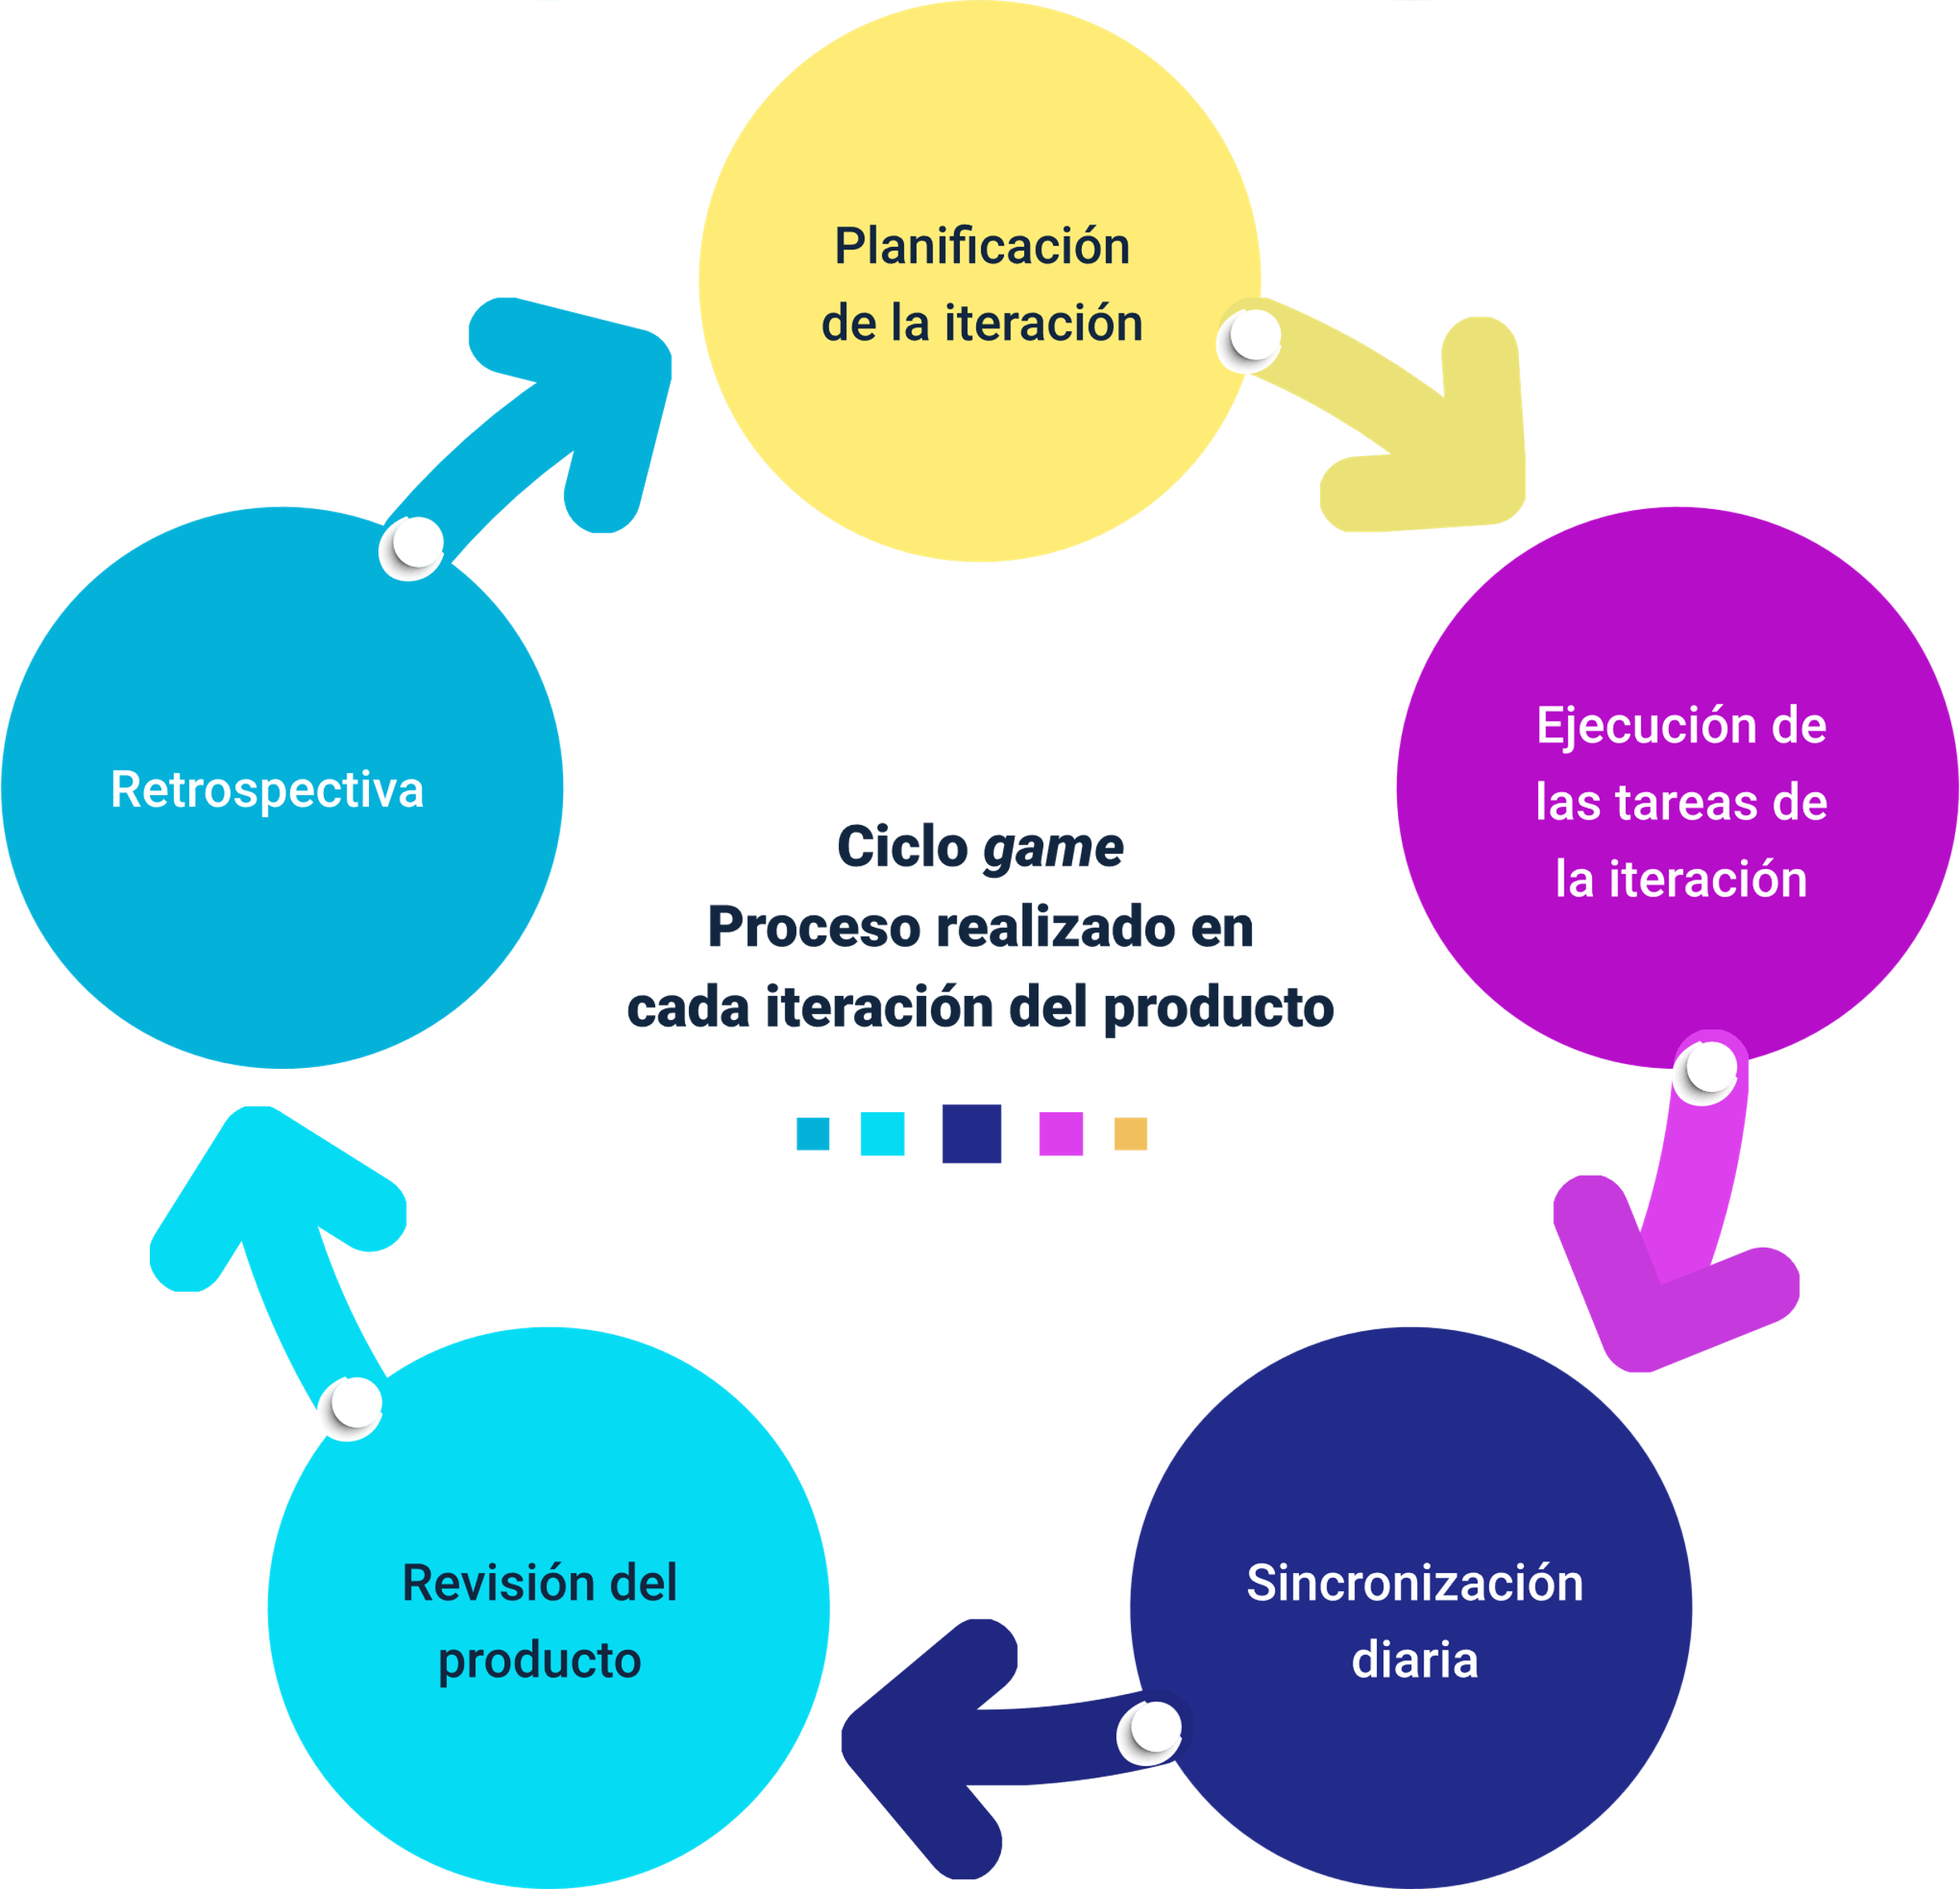 Planificación
de la iteración
Ejecución de
las tareas de
la iteración
Sincronización
diaria
Revisión del
producto
Retrospectiva
Ciclo game
Proceso realizado en
cada iteración del producto